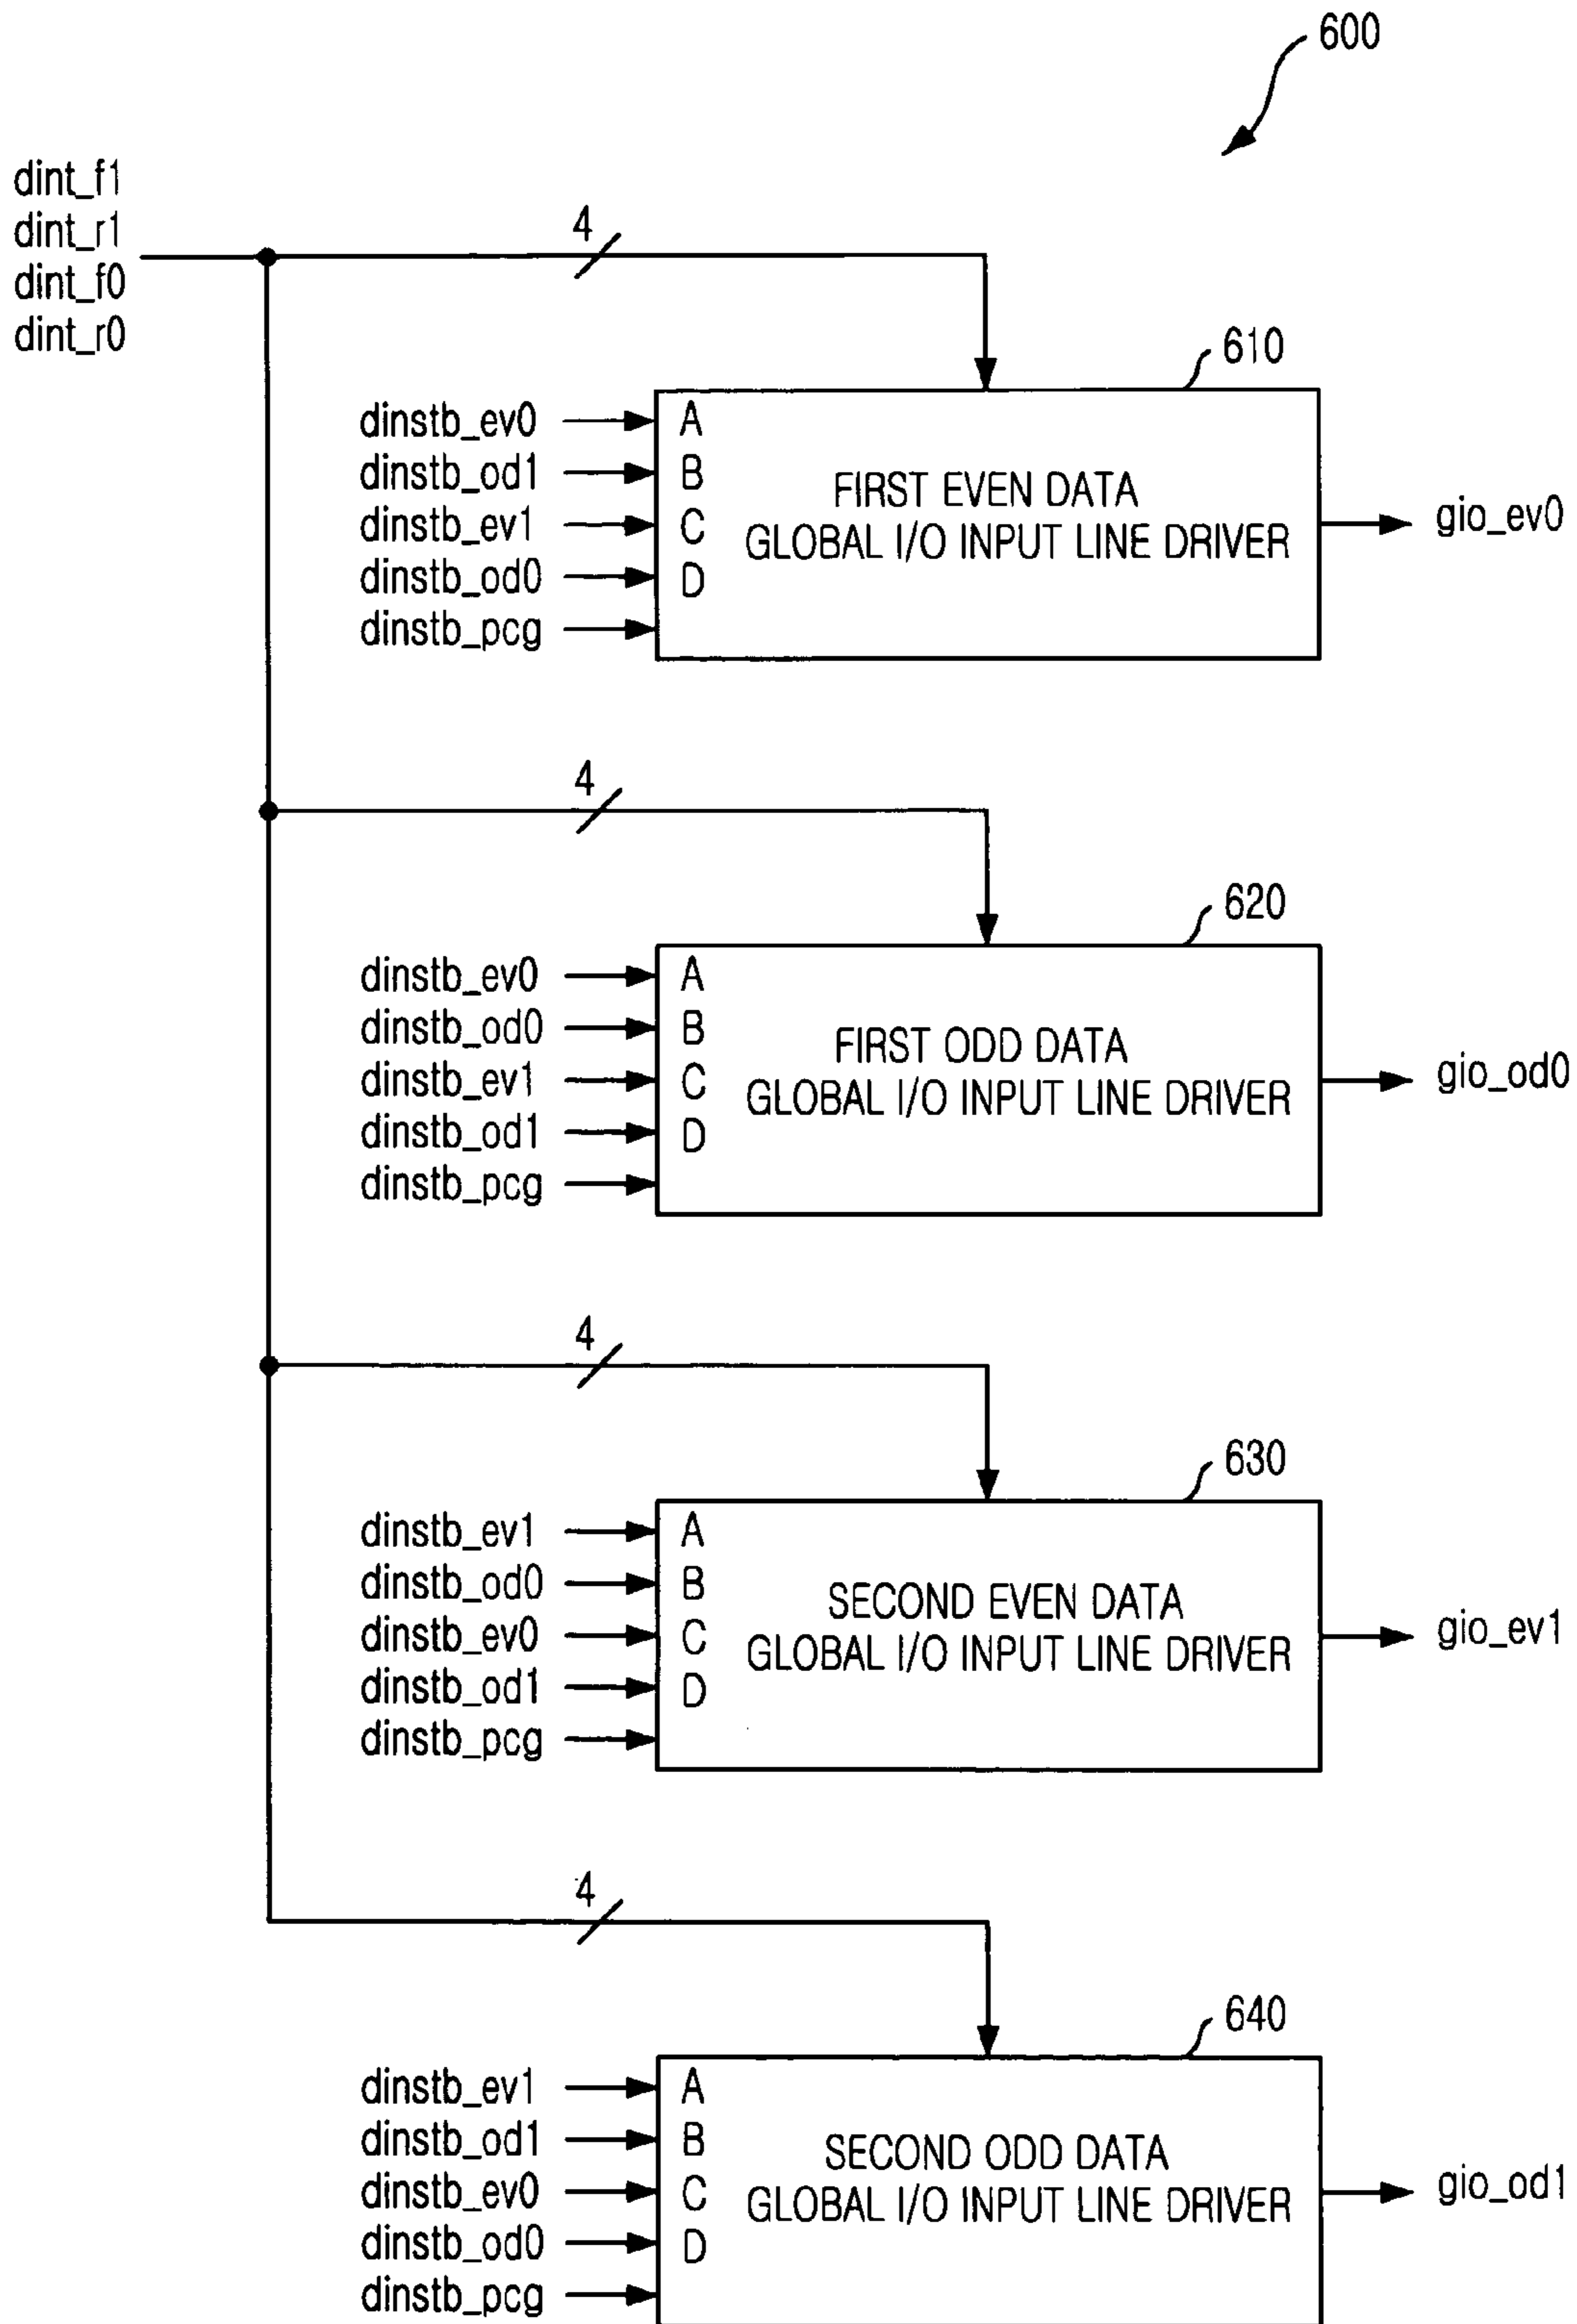 600
dint_f1
dint_r1
dint_f0
dint_r0
4
610
dinstb_ev0
dinstb_od1
dinstb_ev1
dinstb_od0
dinstb_pcg
A
B
C
D
FIRST EVEN DATA
GLOBAL I/O INPUT LINE DRIVER
gio_ev0
4
620
dinstb_ev0
dinstb_od0
dinstb_ev1
dinstb_od1
dinstb_pcg
A
B
C
D
FIRST ODD DATA
GLOBAL I/O INPUT LINE DRIVER
gio_od0
4
630
dinstb_ev1
dinstb_od0
dinstb_ev0
dinstb_od1
dinstb_pcg
A
B
C
D
SECOND EVEN DATA
GLOBAL I/O INPUT LINE DRIVER
gio_ev1
4
640
dinstb_ev1
dinstb_od1
dinstb_ev0
dinstb_od0
dinstb_pcg
A
B
C
D
SECOND ODD DATA
GLOBAL I/O INPUT LINE DRIVER
gio_od1